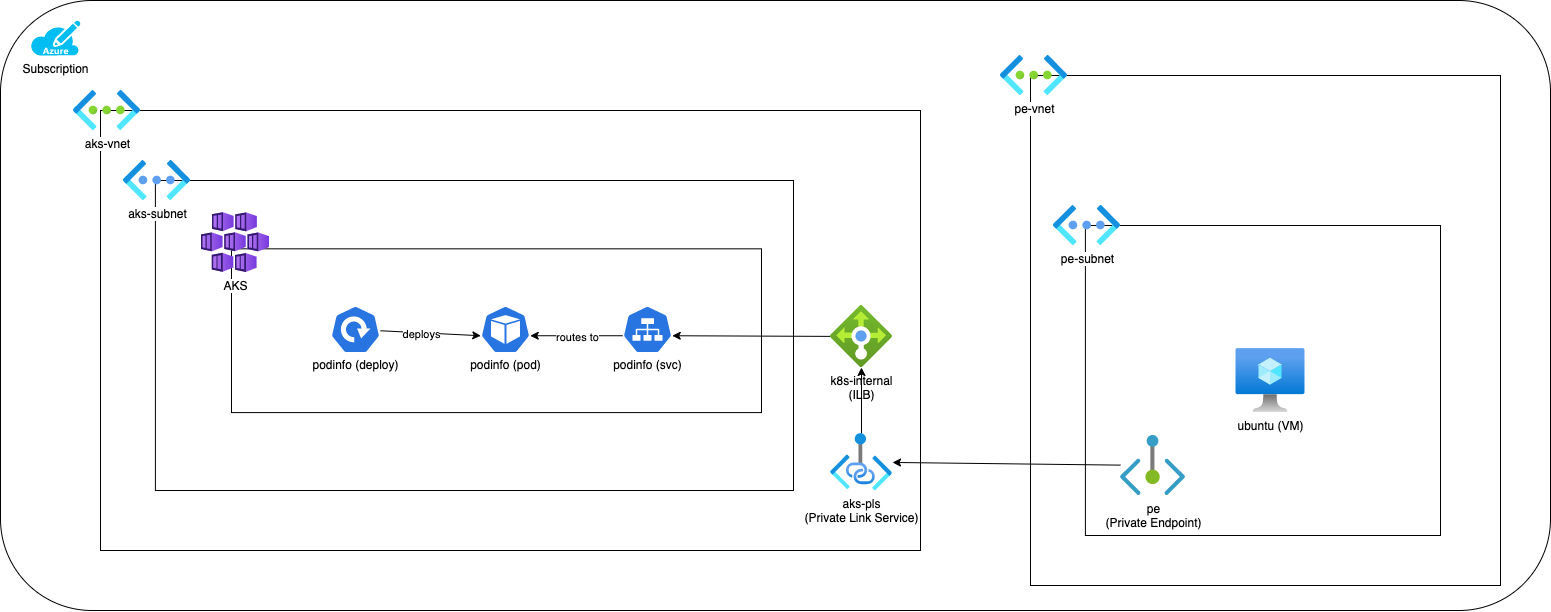 Azure
Subscription
aks-vnet
aks-subnet
AKS
deploys
routes to
podinfo (deploy)
podinfo (pod)
podinfo (svc)
k8s-internal
(ILB)
aks-pls
(Private Link Service)
pe-vnet
pe-subnet
ubuntu (VM)
pe
(Private Endpoint)